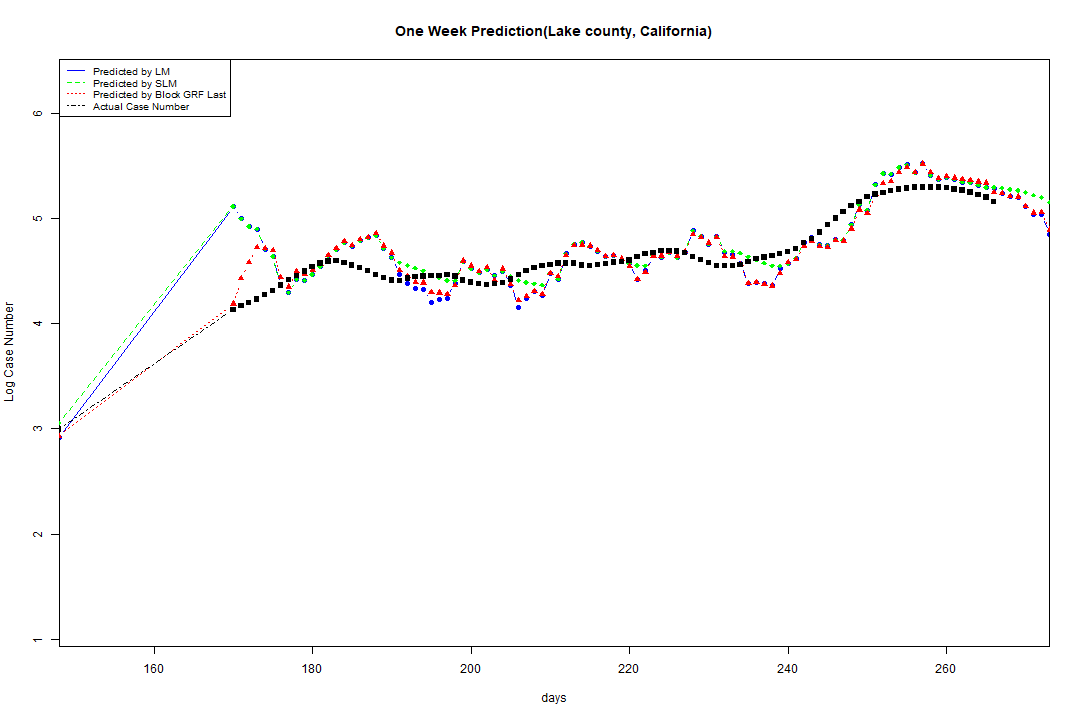 One Week Prediction(Lake county, California)
Predicted by LM
Predicted by SLM
Predicted by Block GRF Last
Actual Case Number
6
5
4
3
2
1
Log Case Number
160 180 200 220 240 260
days